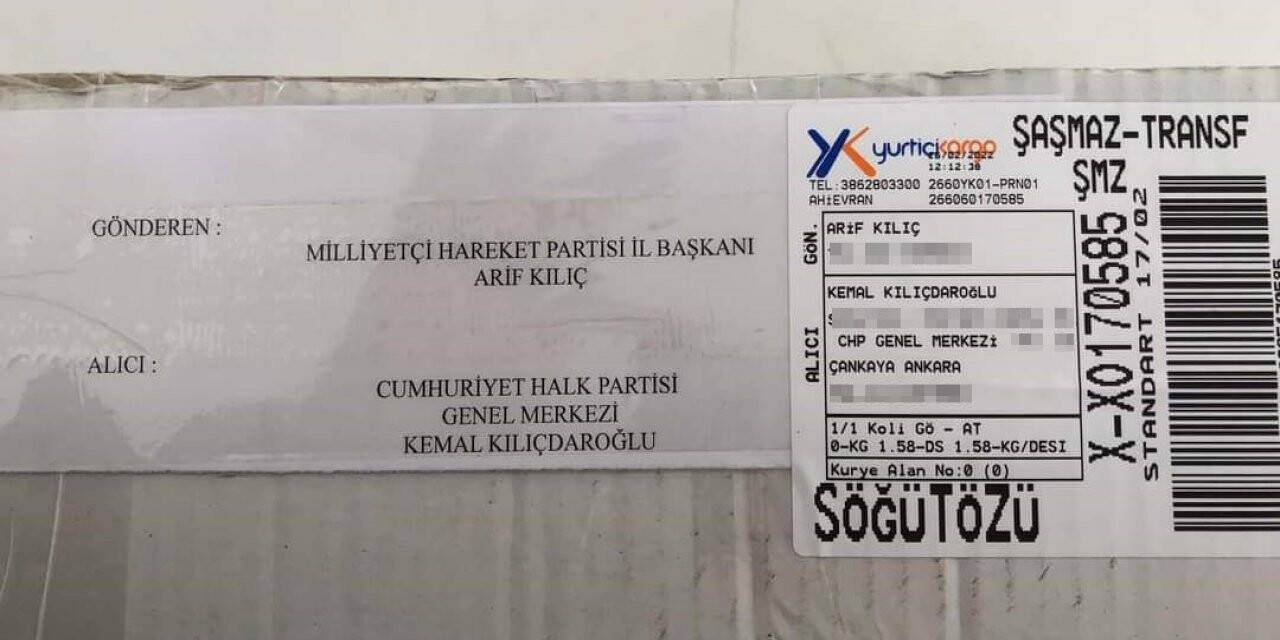 GÖNDEREN :
MİLLİYETÇİ HAREKET PARTİSİ İL BAŞKANI
ARİF KILIÇ
ALICI :
CUMHURİYET HALK PARTİSİ
GENEL MERKEZİ
KEMAL KILIÇDAROĞLU
yurtiçi kargo
ŞAŞMAZ-TRANSF
12:12:38
ŞMZ
TEL:3862803300 2660YK01-PRN01
AHİEVRAN 266060170585
GÖN.
ARİF KILIÇ
ALICI
KEMAL KILIÇDAROĞLU
CHP GENEL MERKEZİ
ÇANKAYA ANKARA
1/1 Koli Gö - AT
0-KG 1.58-DS 1.58-KG/DESI
Kurye Alan No:0 (0)
SÖĞÜTÖZÜ
X-X0170585
STANDART 17/02